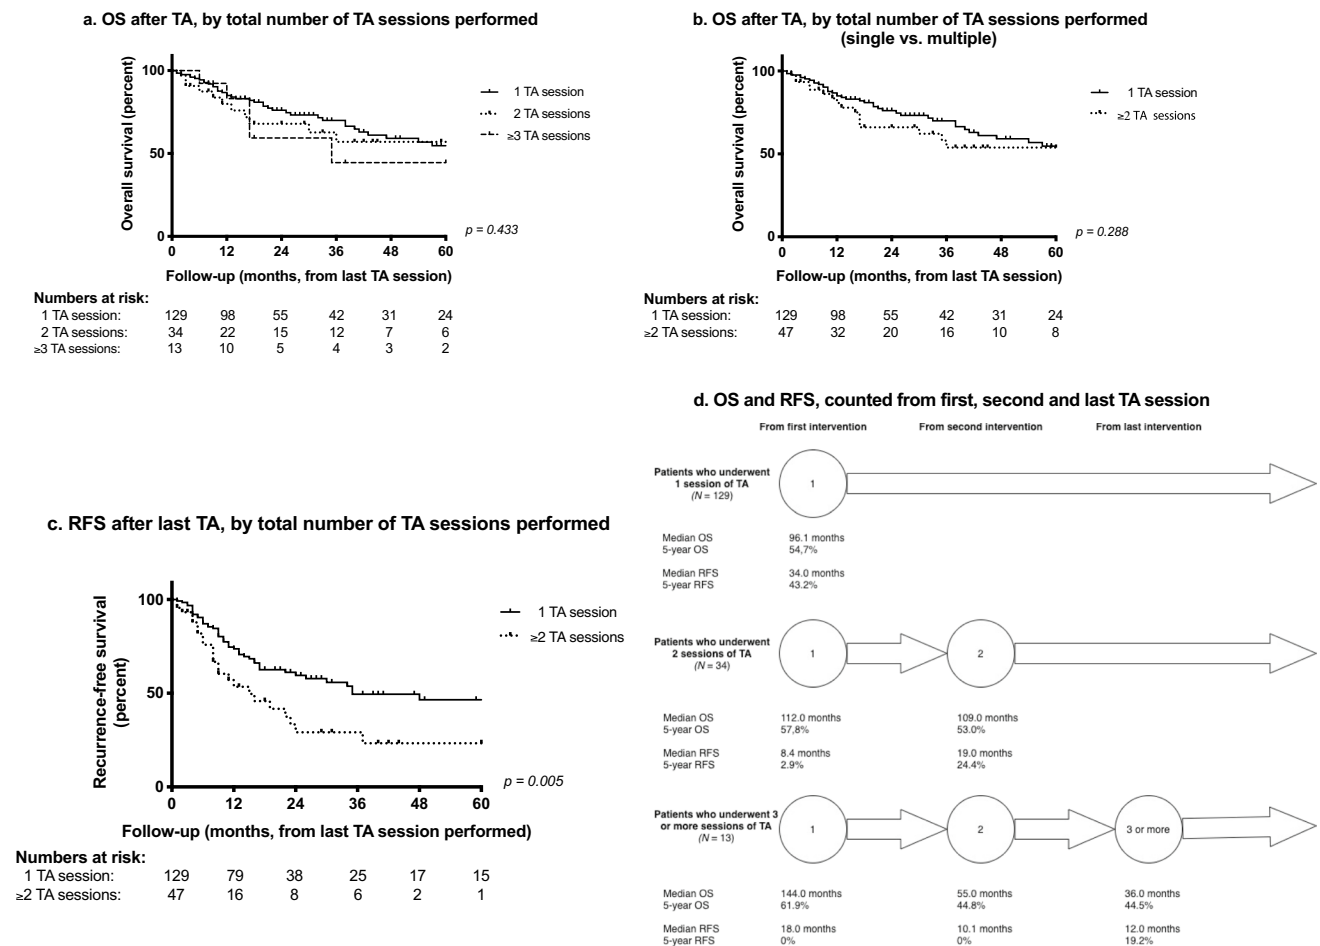 a. OS after TA, by total number of TA sessions performed
100
50
0
0 12 24 36 48 60
Overall survival (percent)
Follow-up (months, from last TA session)
1 TA session
2 TA sessions
≥3 TA sessions
p = 0.433
Numbers at risk:
1 TA session: 129 98 55 42 31 24
2 TA sessions: 34 22 15 12 7 6
≥3 TA sessions: 13 10 5 4 3 2
b. OS after TA, by total number of TA sessions performed
(single vs. multiple)
100
50
0
0 12 24 36 48 60
Overall survival (percent)
Follow-up (months, from last TA session)
1 TA session
≥2 TA sessions
p = 0.288
Numbers at risk:
1 TA session: 129 98 55 42 31 24
≥2 TA sessions: 47 32 20 16 10 8
c. RFS after last TA, by total number of TA sessions performed
100
50
0
0 12 24 36 48 60
Recurrence-free survival
(percent)
Follow-up (months, from last TA session performed)
1 TA session
≥2 TA sessions
p = 0.005
Numbers at risk:
1 TA session: 129 79 38 25 17 15
≥2 TA sessions: 47 16 8 6 2 1
d. OS and RFS, counted from first, second and last TA session
From first intervention From second intervention From last intervention
Patients who underwent
1 session of TA
(N = 129)
1
Median OS 96.1 months
5-year OS 54,7%
Median RFS 34.0 months
5-year RFS 43.2%
Patients who underwent
2 sessions of TA
(N = 34)
1 2
Median OS 112.0 months 109.0 months
5-year OS 57,8% 53.0%
Median RFS 8.4 months 19.0 months
5-year RFS 2.9% 24.4%
Patients who underwent 3
or more sessions of TA
(N = 13)
1 2 3 or more
Median OS 144.0 months 55.0 months 36.0 months
5-year OS 61.9% 44.8% 44.5%
Median RFS 18.0 months 10.1 months 12.0 months
5-year RFS 0% 0% 19.2%